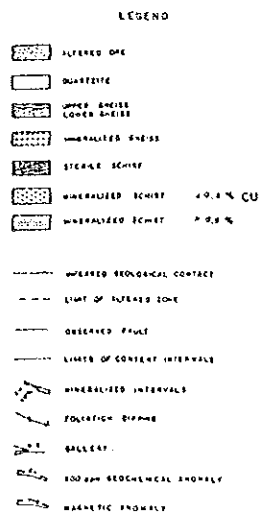 LEGEND
ALTERED ORE
QUARTZITE
UPPER GNEISS
LOWER GNEISS
MINERALIZED GNEISS
STERILE SCHIST
MINERALIZED SCHIST CU
MINERALIZED SCHIST
INFERRED GEOLOGICAL CONTACT
LIMIT OF ALTERED ZONE
OBSERVED FAULT
LIMITS OF CONTENT INTERVALS
MINERALIZED INTERVALS
FOLIATION DIPPING
GALLERY
ppm GEOCHEMICAL ANOMALY
MAGNETIC ANOMALY